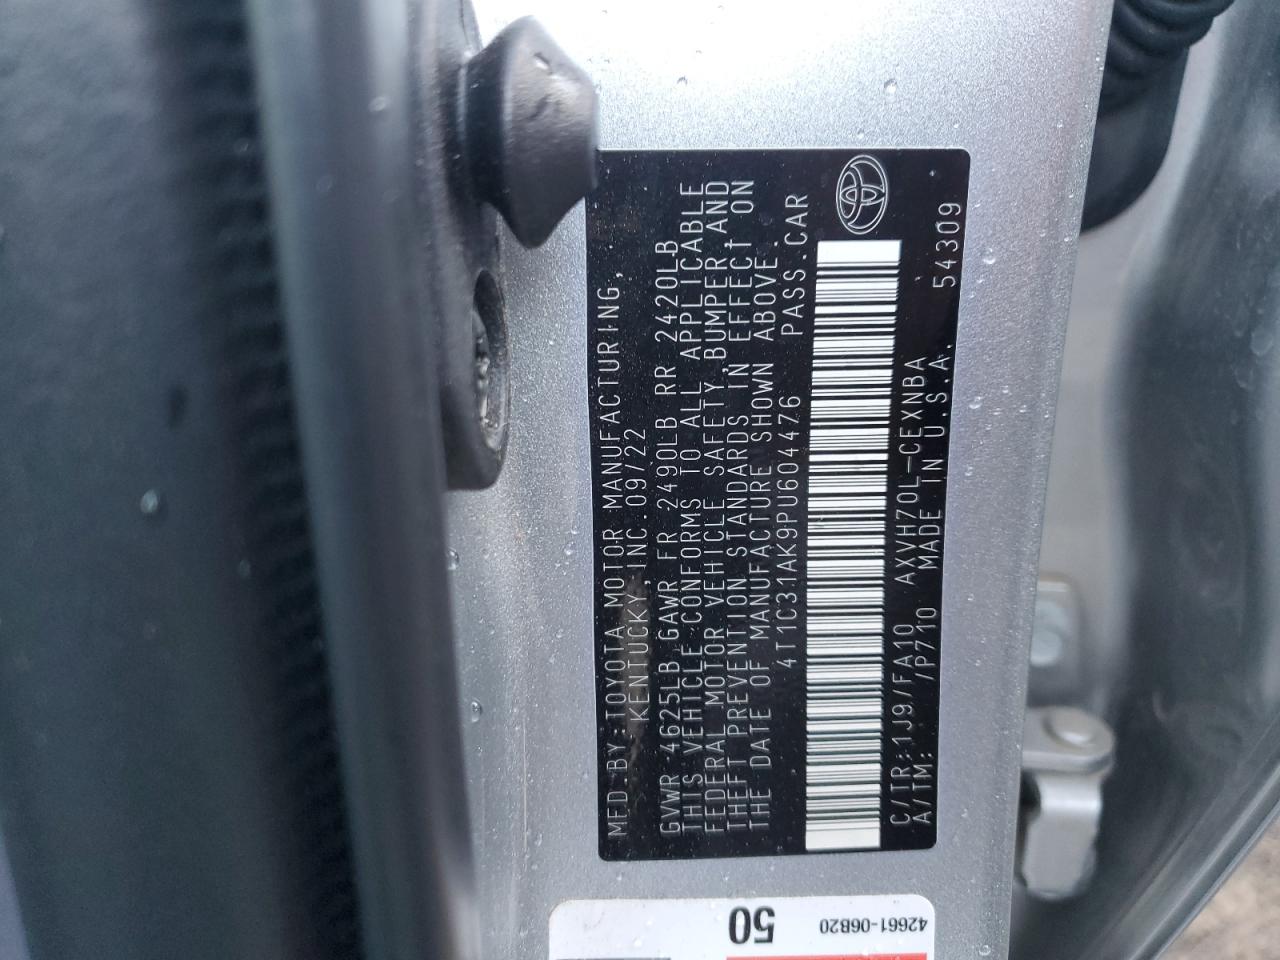 MFD.BY:TOYOTA MOTOR MANUFACTURING,
KENTUCKY,INC. 09/22
GVWR 4625LB GAWR FR 2490LB RR 2420LB
THIS VEHICLE CONFORMS TO ALL APPLICABLE
FEDERAL MOTOR VEHICLE SAFETY,BUMPER,AND
THEFT PREVENTION STANDARDS IN EFFECT ON
THE DATE OF MANUFACTURE SHOWN ABOVE.
4T1C31AK9PU604476 PASS.CAR
C/TR:1J9/FA10 AXVH70L-CEXNBA
A/TM: /P710 MADE IN U.S.A. 54309
50
42661-06B20